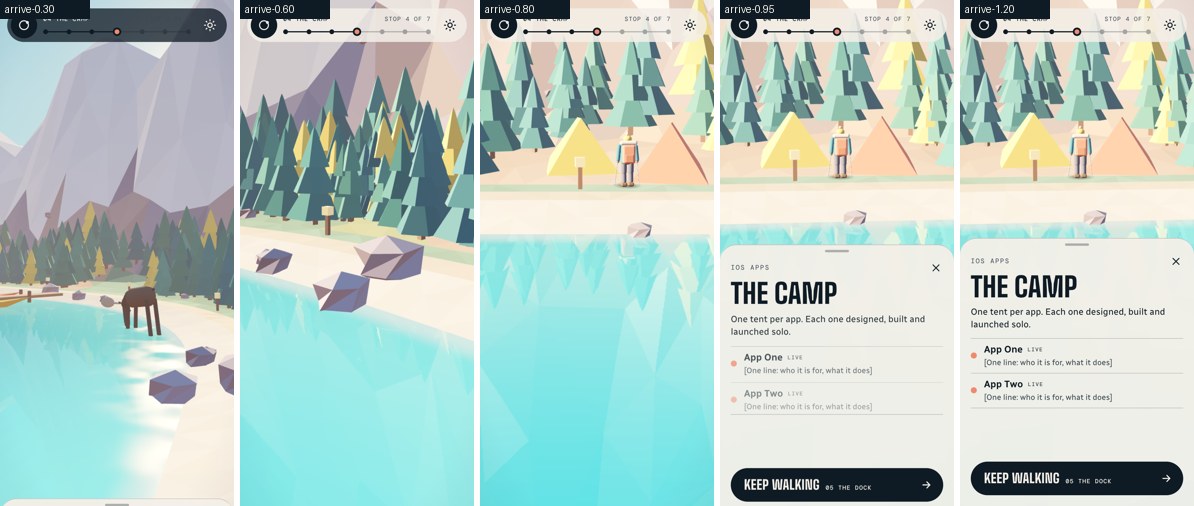 arrive-0.30
arrive-0.60
STOP 4 OF 7
arrive-0.80
arrive-0.95
STOP 4 OF 7
IOS APPS
THE CAMP
One tent per app. Each one designed, built and
launched solo.
App One LIVE
[One line: who it is for, what it does]
App Two LIVE
[One line: who it is for, what it does]
KEEP WALKING 05 THE DOCK
arrive-1.20
STOP 4 OF 7
IOS APPS
THE CAMP
One tent per app. Each one designed, built and
launched solo.
App One LIVE
[One line: who it is for, what it does]
App Two LIVE
[One line: who it is for, what it does]
KEEP WALKING 05 THE DOCK